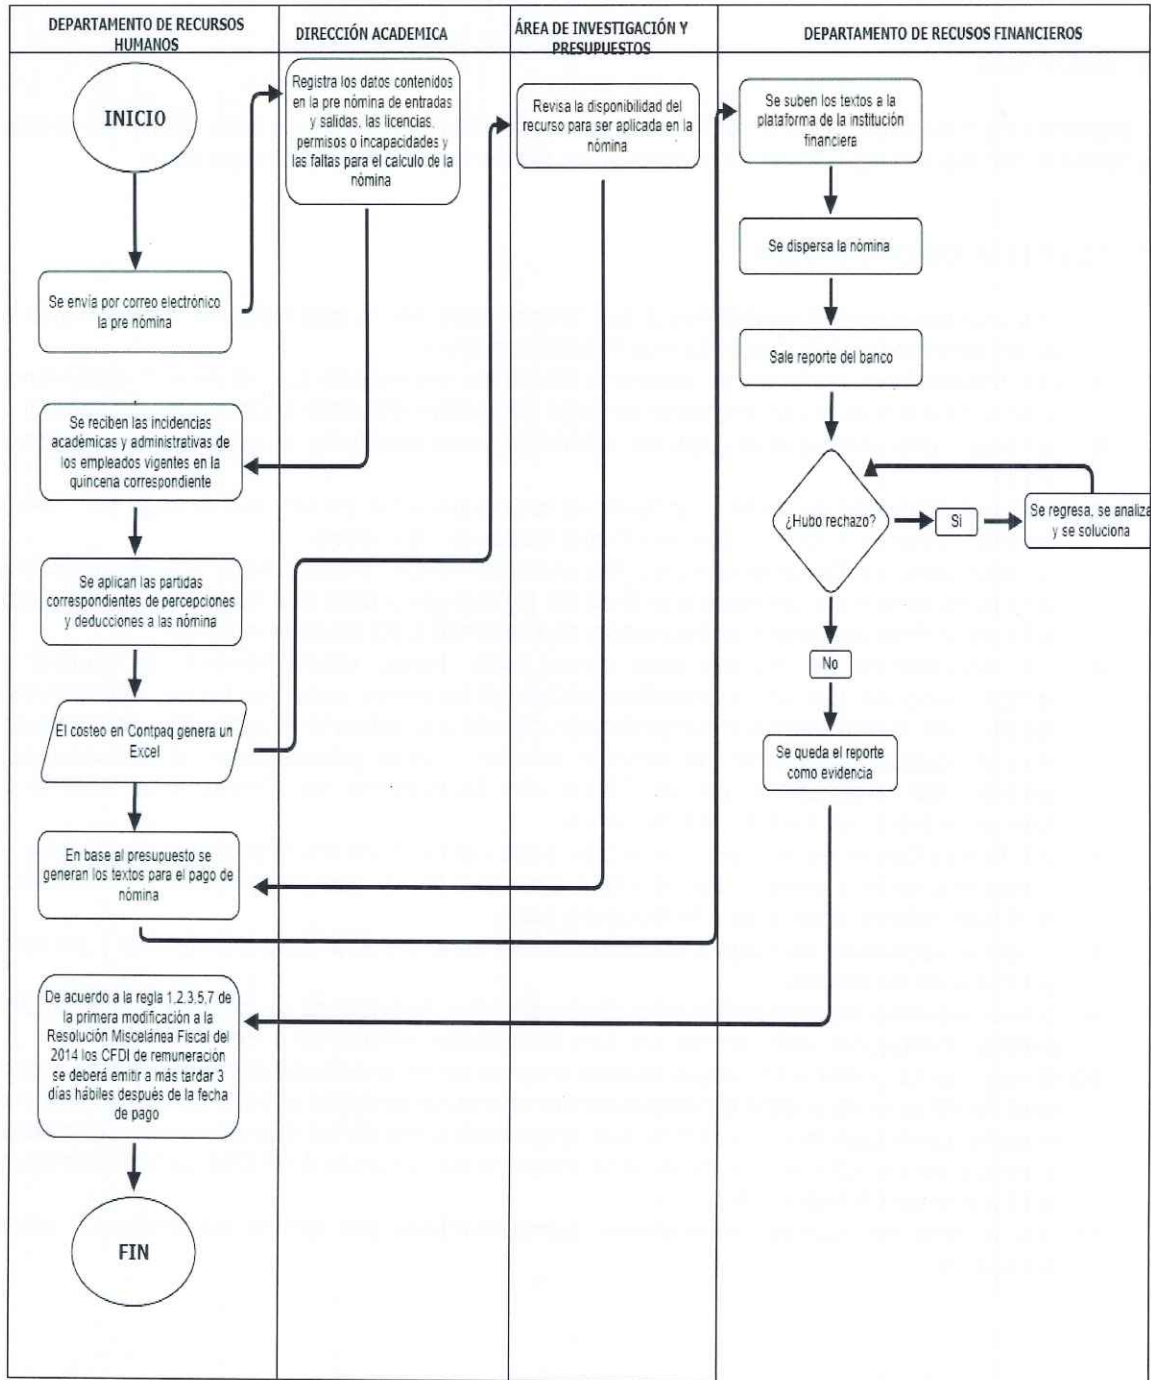 DEPARTAMENTO DE RECURSOS
HUMANOS
DIRECCIÓN ACADEMICA
ÁREA DE INVESTIGACIÓN Y
PRESUPUESTOS
DEPARTAMENTO DE RECUSOS FINANCIEROS
INICIO
Se envía por correo electrónico
la pre nómina
Registra los datos contenidos
en la pre nómina de entradas
y salidas, las licencias,
permisos o incapacidades y
las faltas para el calculo de la
nómina
Se reciben las incidencias
académicas y administrativas de
los empleados vigentes en la
quincena correspondiente
Se aplican las partidas
correspondientes de percepciones
y deducciones a las nómina
El costeo en Contpaq genera un
Excel
Revisa la disponibilidad del
recurso para ser aplicada en la
nómina
En base al presupuesto se
generan los textos para el pago de
nómina
Se suben los textos a la
plataforma de la institución
financiera
Se dispersa la nómina
Sale reporte del banco
¿Hubo rechazo?
Si
Se regresa, se analiza
y se soluciona
No
Se queda el reporte
como evidencia
De acuerdo a la regla 1,2.3,5,7 de
la primera modificación a la
Resolución Miscelánea Fiscal del
2014 los CFDI de remuneración
se deberá emitir a más tardar 3
días hábiles después de la fecha
de pago
FIN